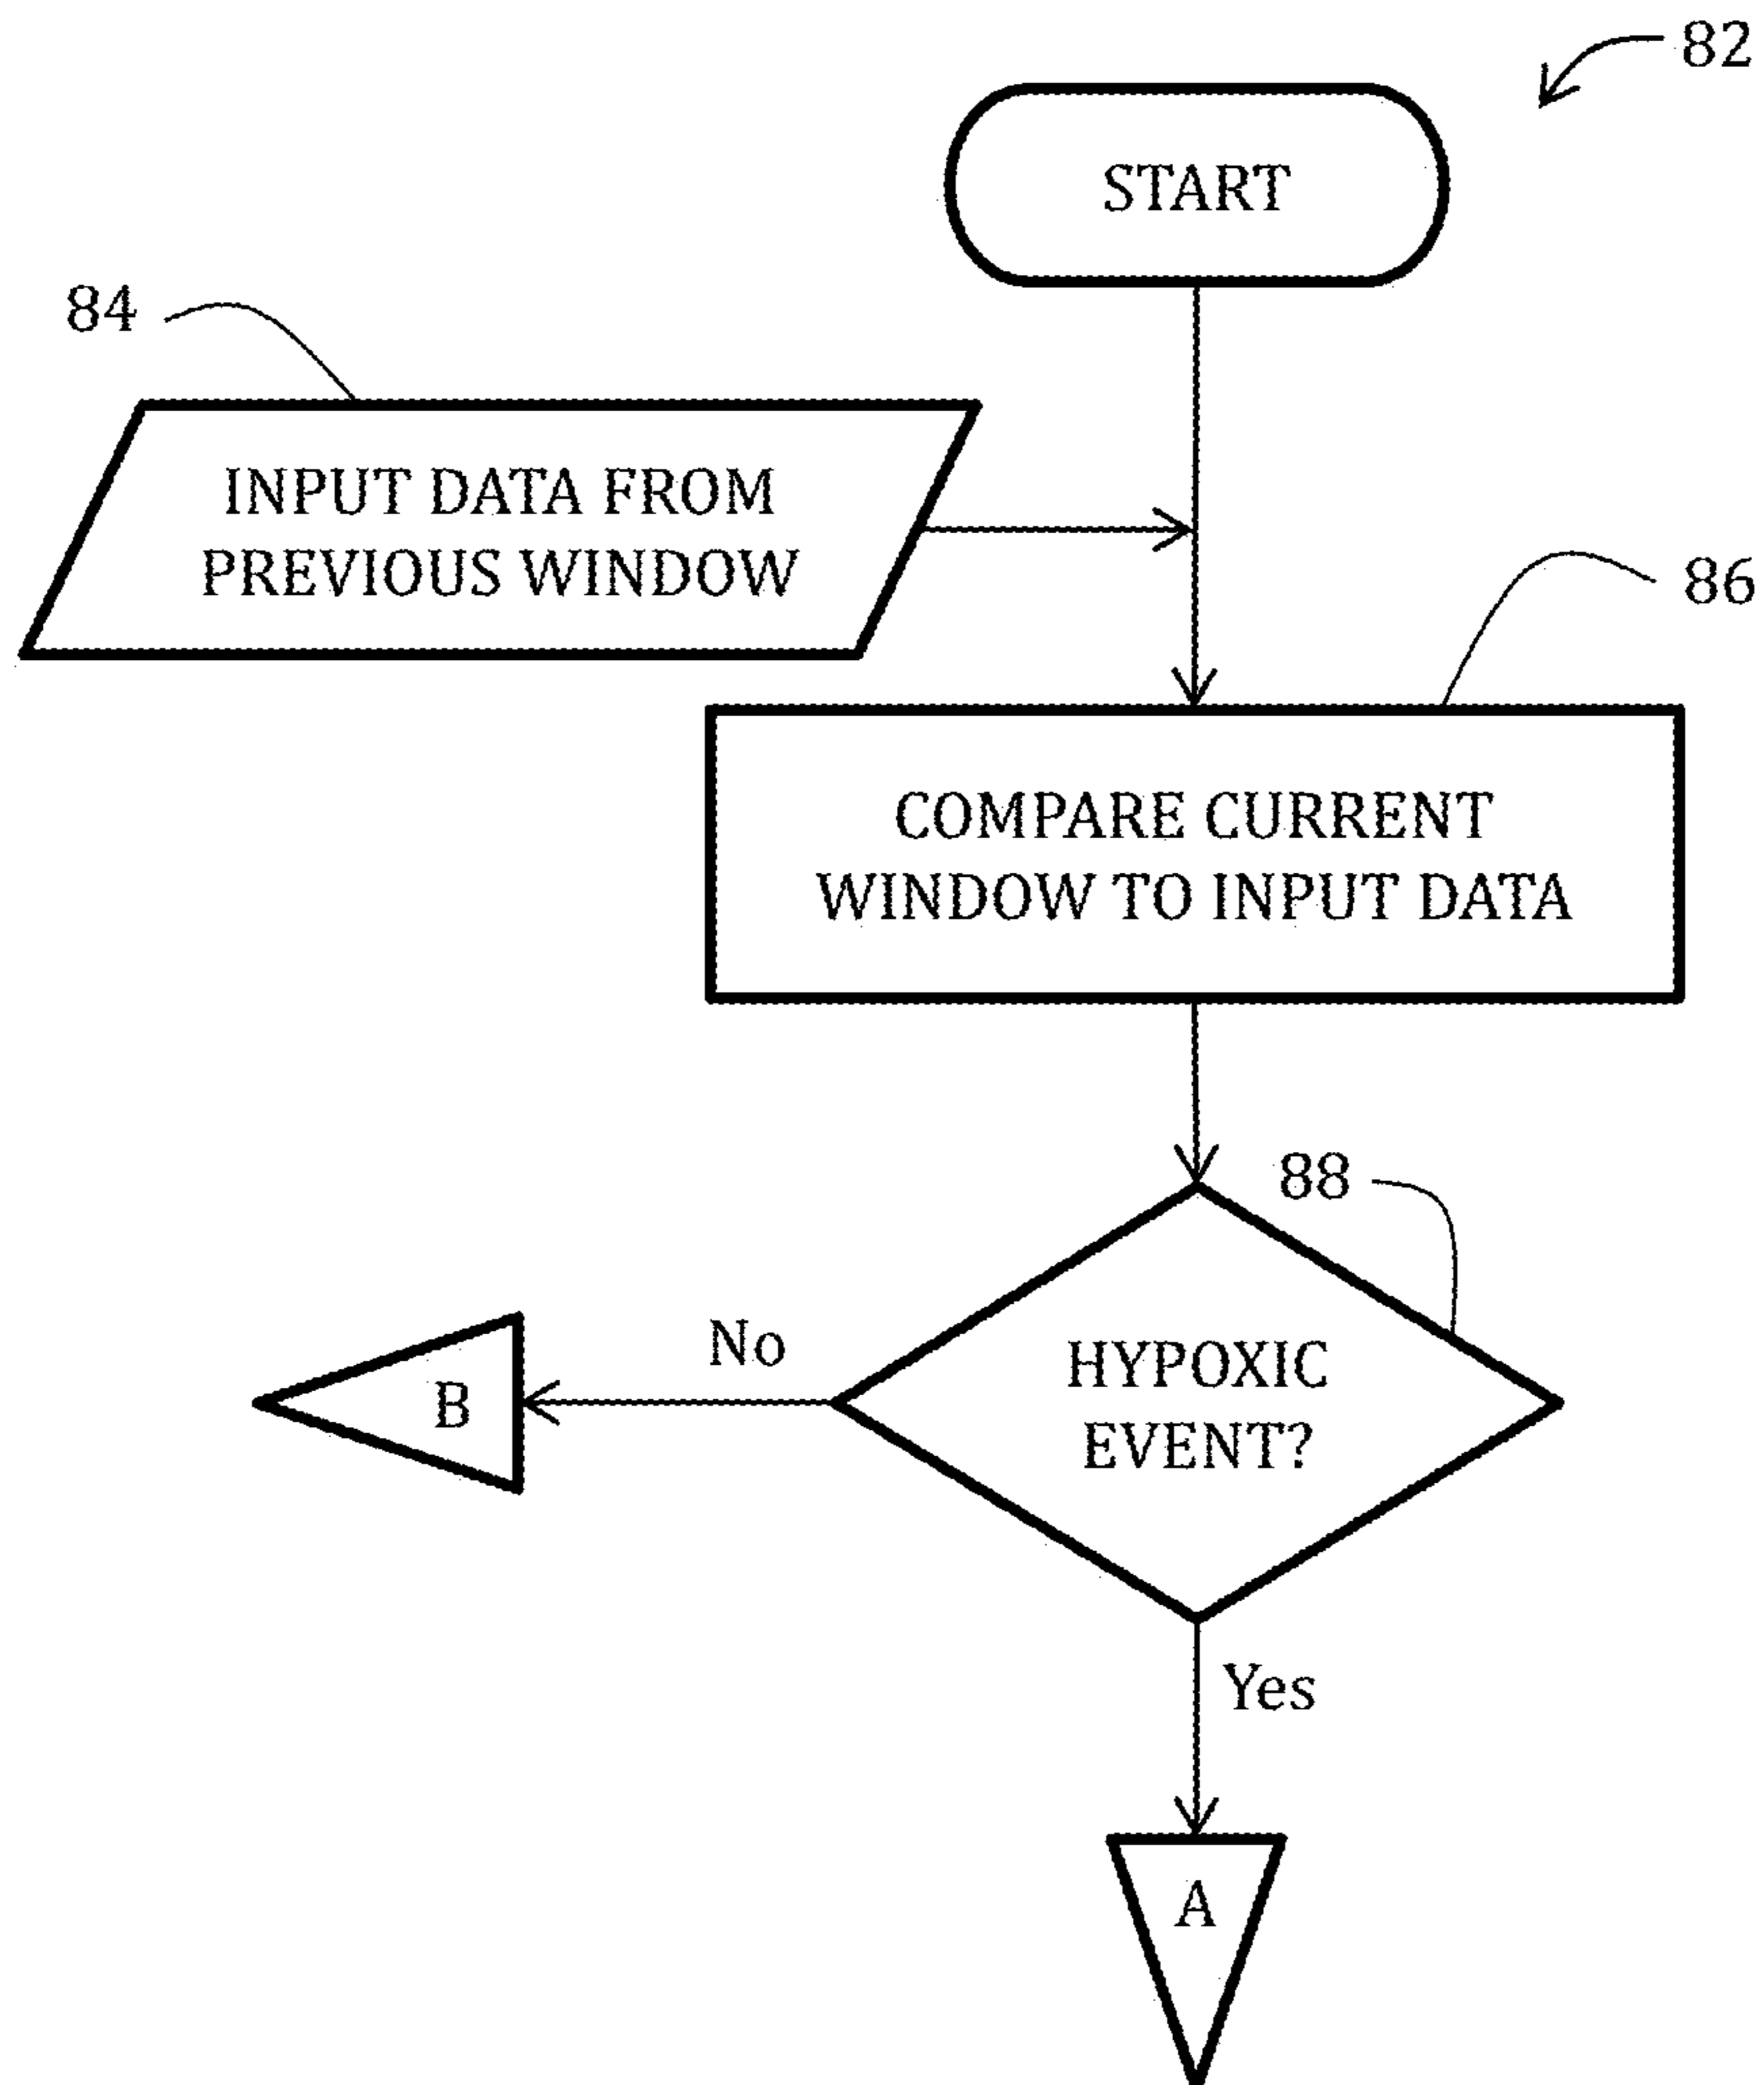 82
START
84
INPUT DATA FROM
PREVIOUS WINDOW
86
COMPARE CURRENT
WINDOW TO INPUT DATA
88
No
B
HYPOXIC
EVENT?
Yes
A